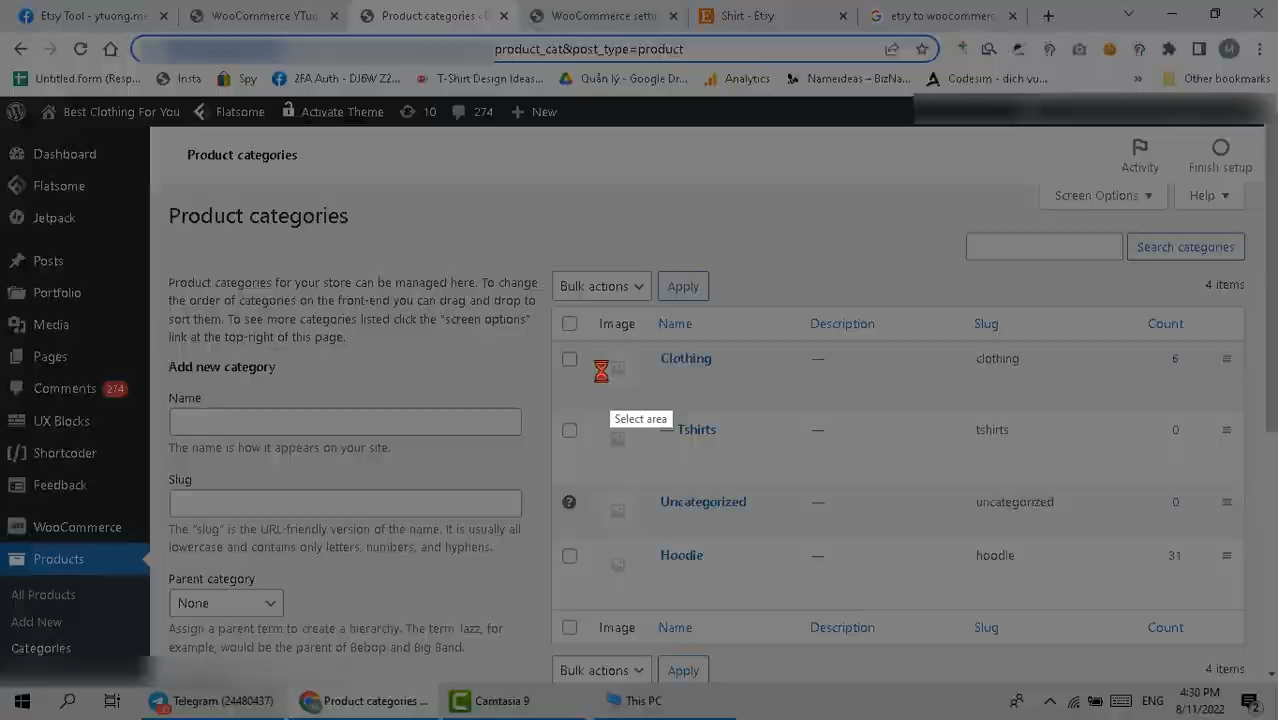 Etsy Tool - ytuong.me
WooCommerce YTuo
Product categories ‹
WooCommerce setti
Shirt - Etsy
etsy to woocommerc
product_cat&post_type=product
Untitled form (Resp...
Insta
Spy
2FA Auth - DJ6W Z2...
T-Shirt Design Ideas...
Quản lý - Google Dr...
Analytics
Nameideas – BizNa...
Codesim - dich vu...
»
Other bookmarks
Best Clothing For You
Flatsome
Activate Theme
10
274
New
Dashboard
Flatsome
Jetpack
Posts
Portfolio
Media
Pages
Comments 274
UX Blocks
Shortcoder
Feedback
WooCommerce
Products
All Products
Add New
Categories
Product categories
Activity
Finish setup
Screen Options ▼
Help ▼
Product categories
Search categories
Product categories for your store can be managed here. To change
the order of categories on the front-end you can drag and drop to
sort them. To see more categories listed click the "screen options"
link at the top-right of this page.
Add new category
Name
The name is how it appears on your site.
Slug
The “slug” is the URL-friendly version of the name. It is usually all
lowercase and contains only letters, numbers, and hyphens.
Parent category
None
Assign a parent term to create a hierarchy. The term Jazz, for
example, would be the parent of Bebop and Big Band.
Bulk actions
Apply
4 items
Image Name Description Slug Count
Clothing — clothing 6
Select area
— Tshirts — tshirts 0
Uncategorized — uncategorized 0
Hoodie — hoodie 31
Image Name Description Slug Count
Bulk actions
Apply
4 items
Telegram (24480437)
Product categories ...
Camtasia 9
This PC
ENG
4:30 PM
8/11/2022
2